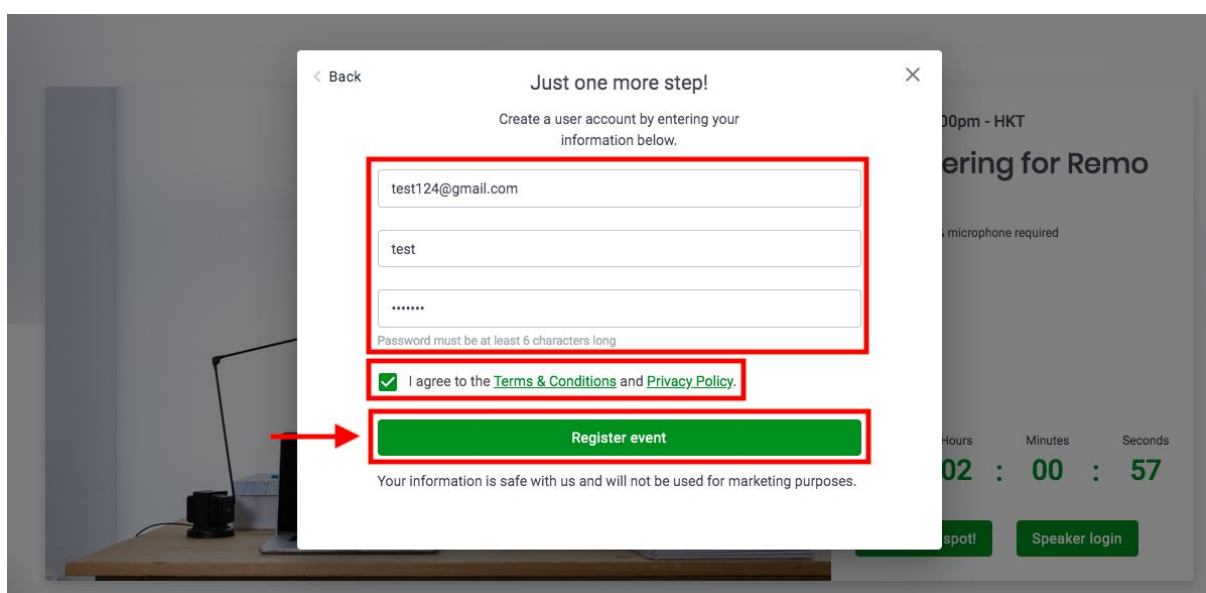 Back
Just one more step!
Create a user account by entering your
information below.
test124@gmail.com
test
•••••••
Password must be at least 6 characters long
I agree to the Terms & Conditions and Privacy Policy.
Register event
Your information is safe with us and will not be used for marketing purposes.
- HKT
for Remo
microphone required
Hours Minutes Seconds
02 : 00 : 57
spot! Speaker login